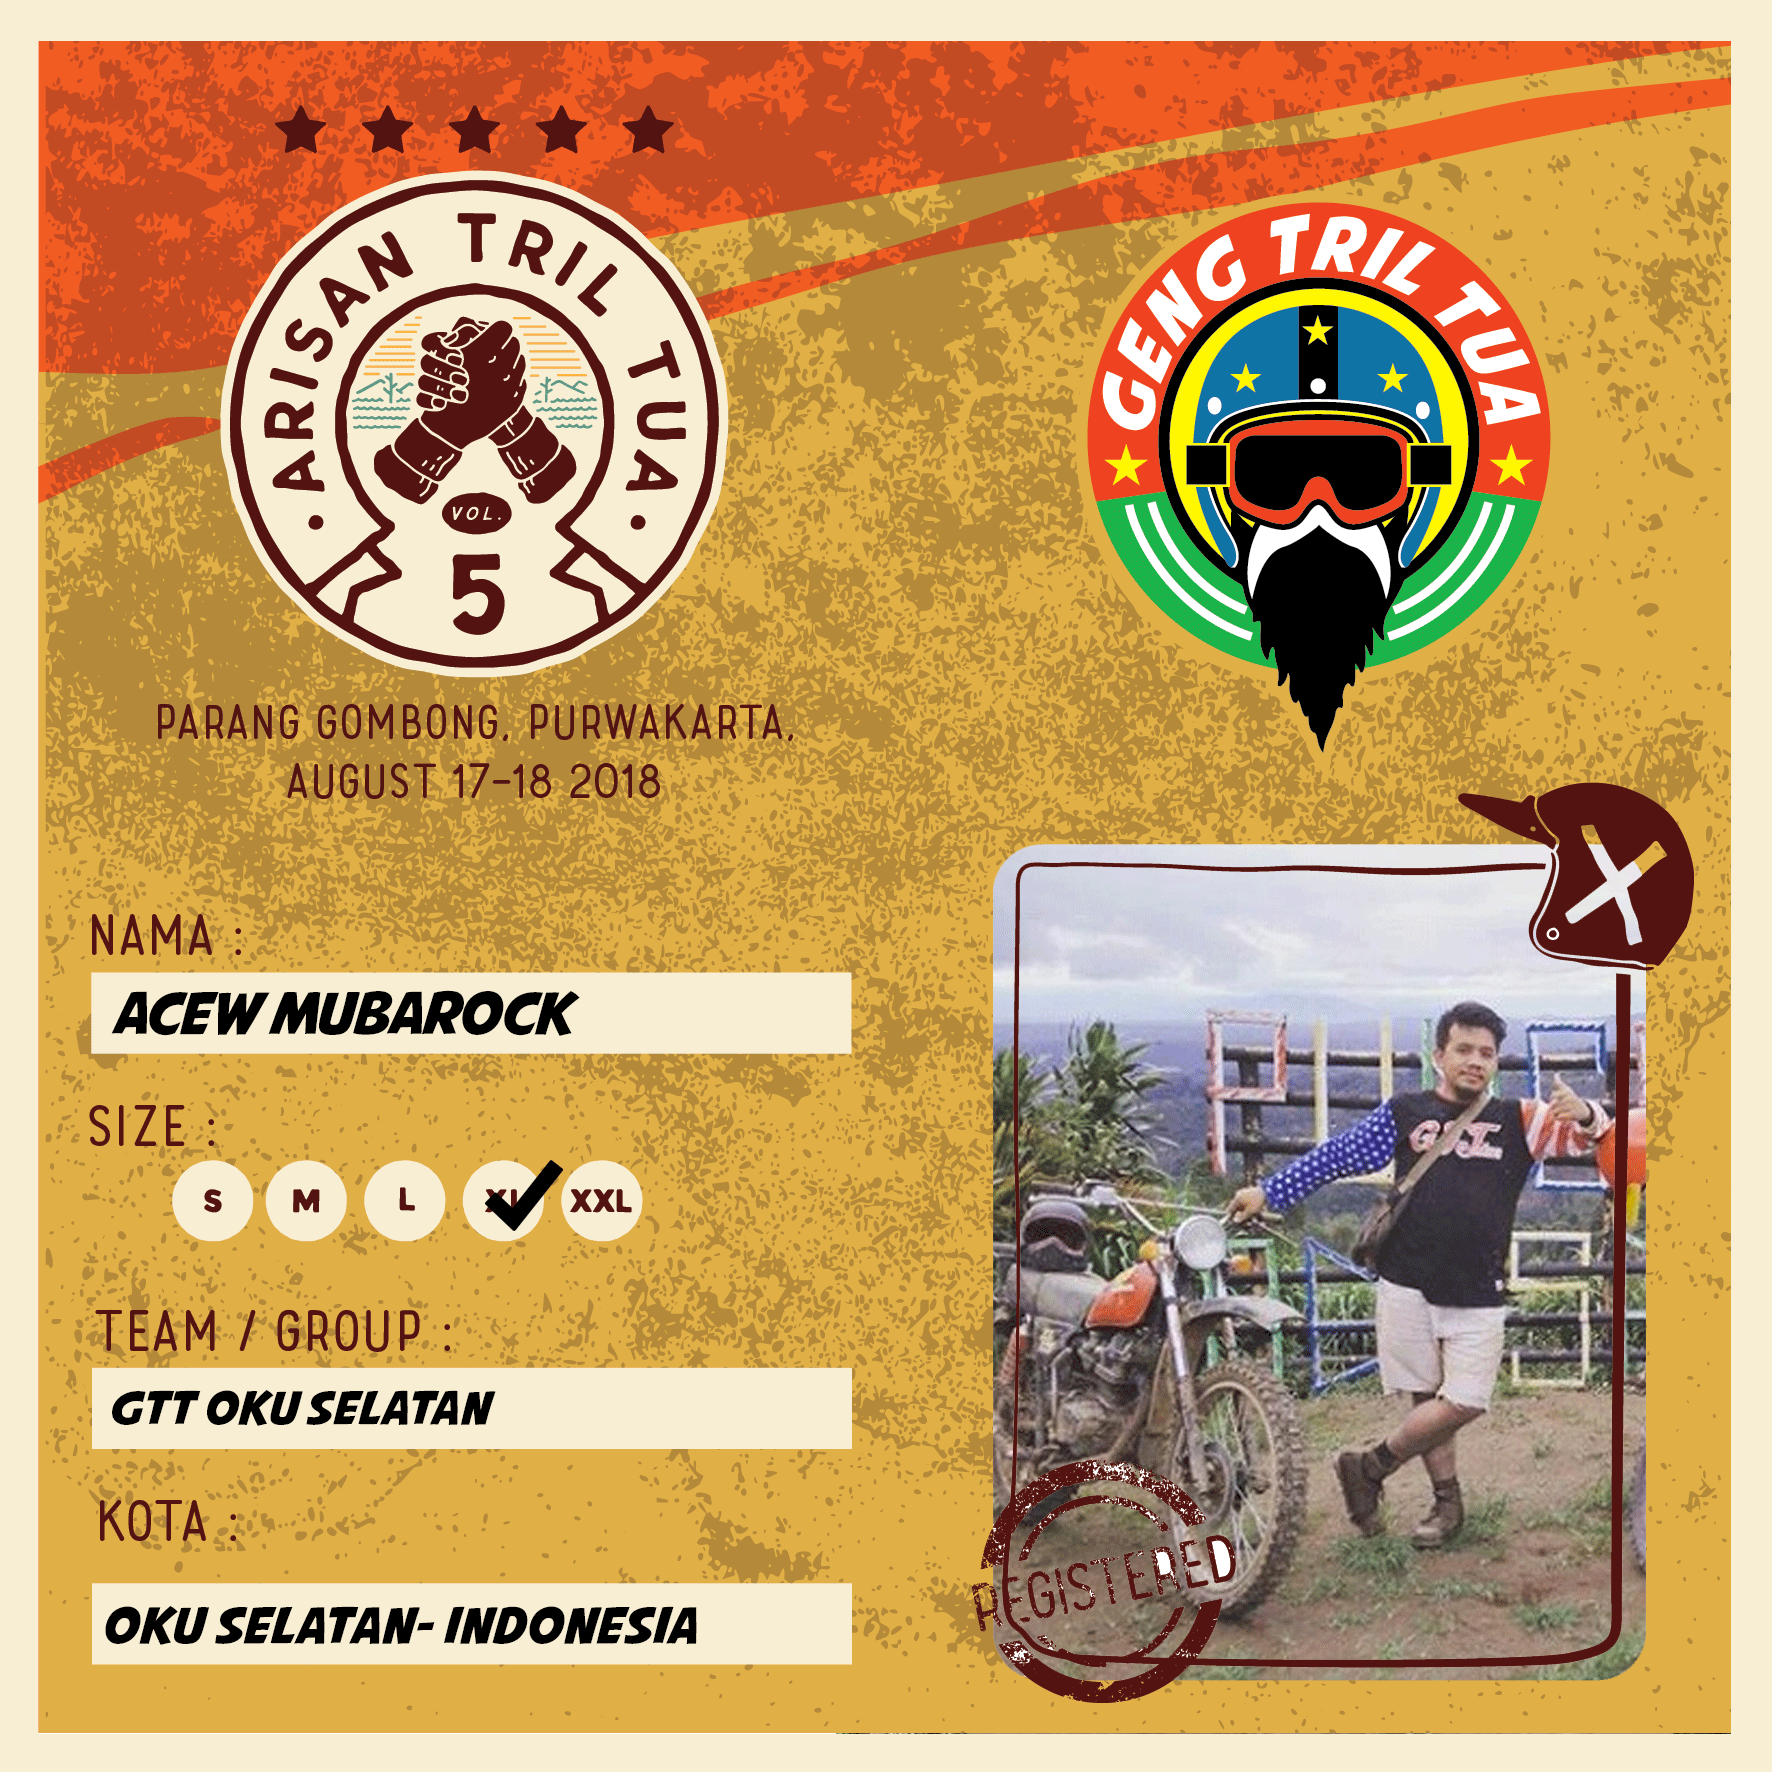 ARISAN TRIL TUA
VOL.
5
PARANG GOMBONG, PURWAKARTA,
AUGUST 17-18 2018
GENG TRIL TUA
NAMA :
ACEW MUBAROCK
SIZE :
S M L XL XXL
TEAM / GROUP :
GTT OKU SELATAN
KOTA :
OKU SELATAN- INDONESIA
REGISTERED